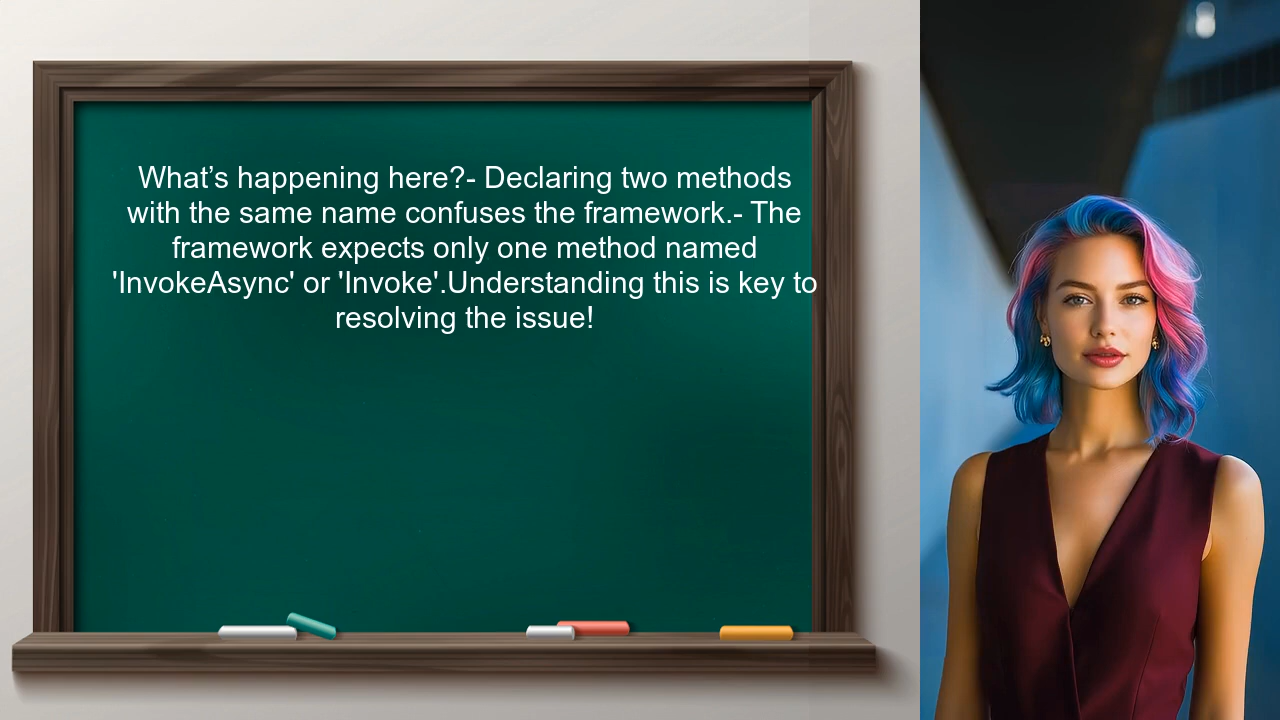 What’s happening here?- Declaring two methods
with the same name confuses the framework.- The
framework expects only one method named
'InvokeAsync' or 'Invoke'.Understanding this is key to
resolving the issue!